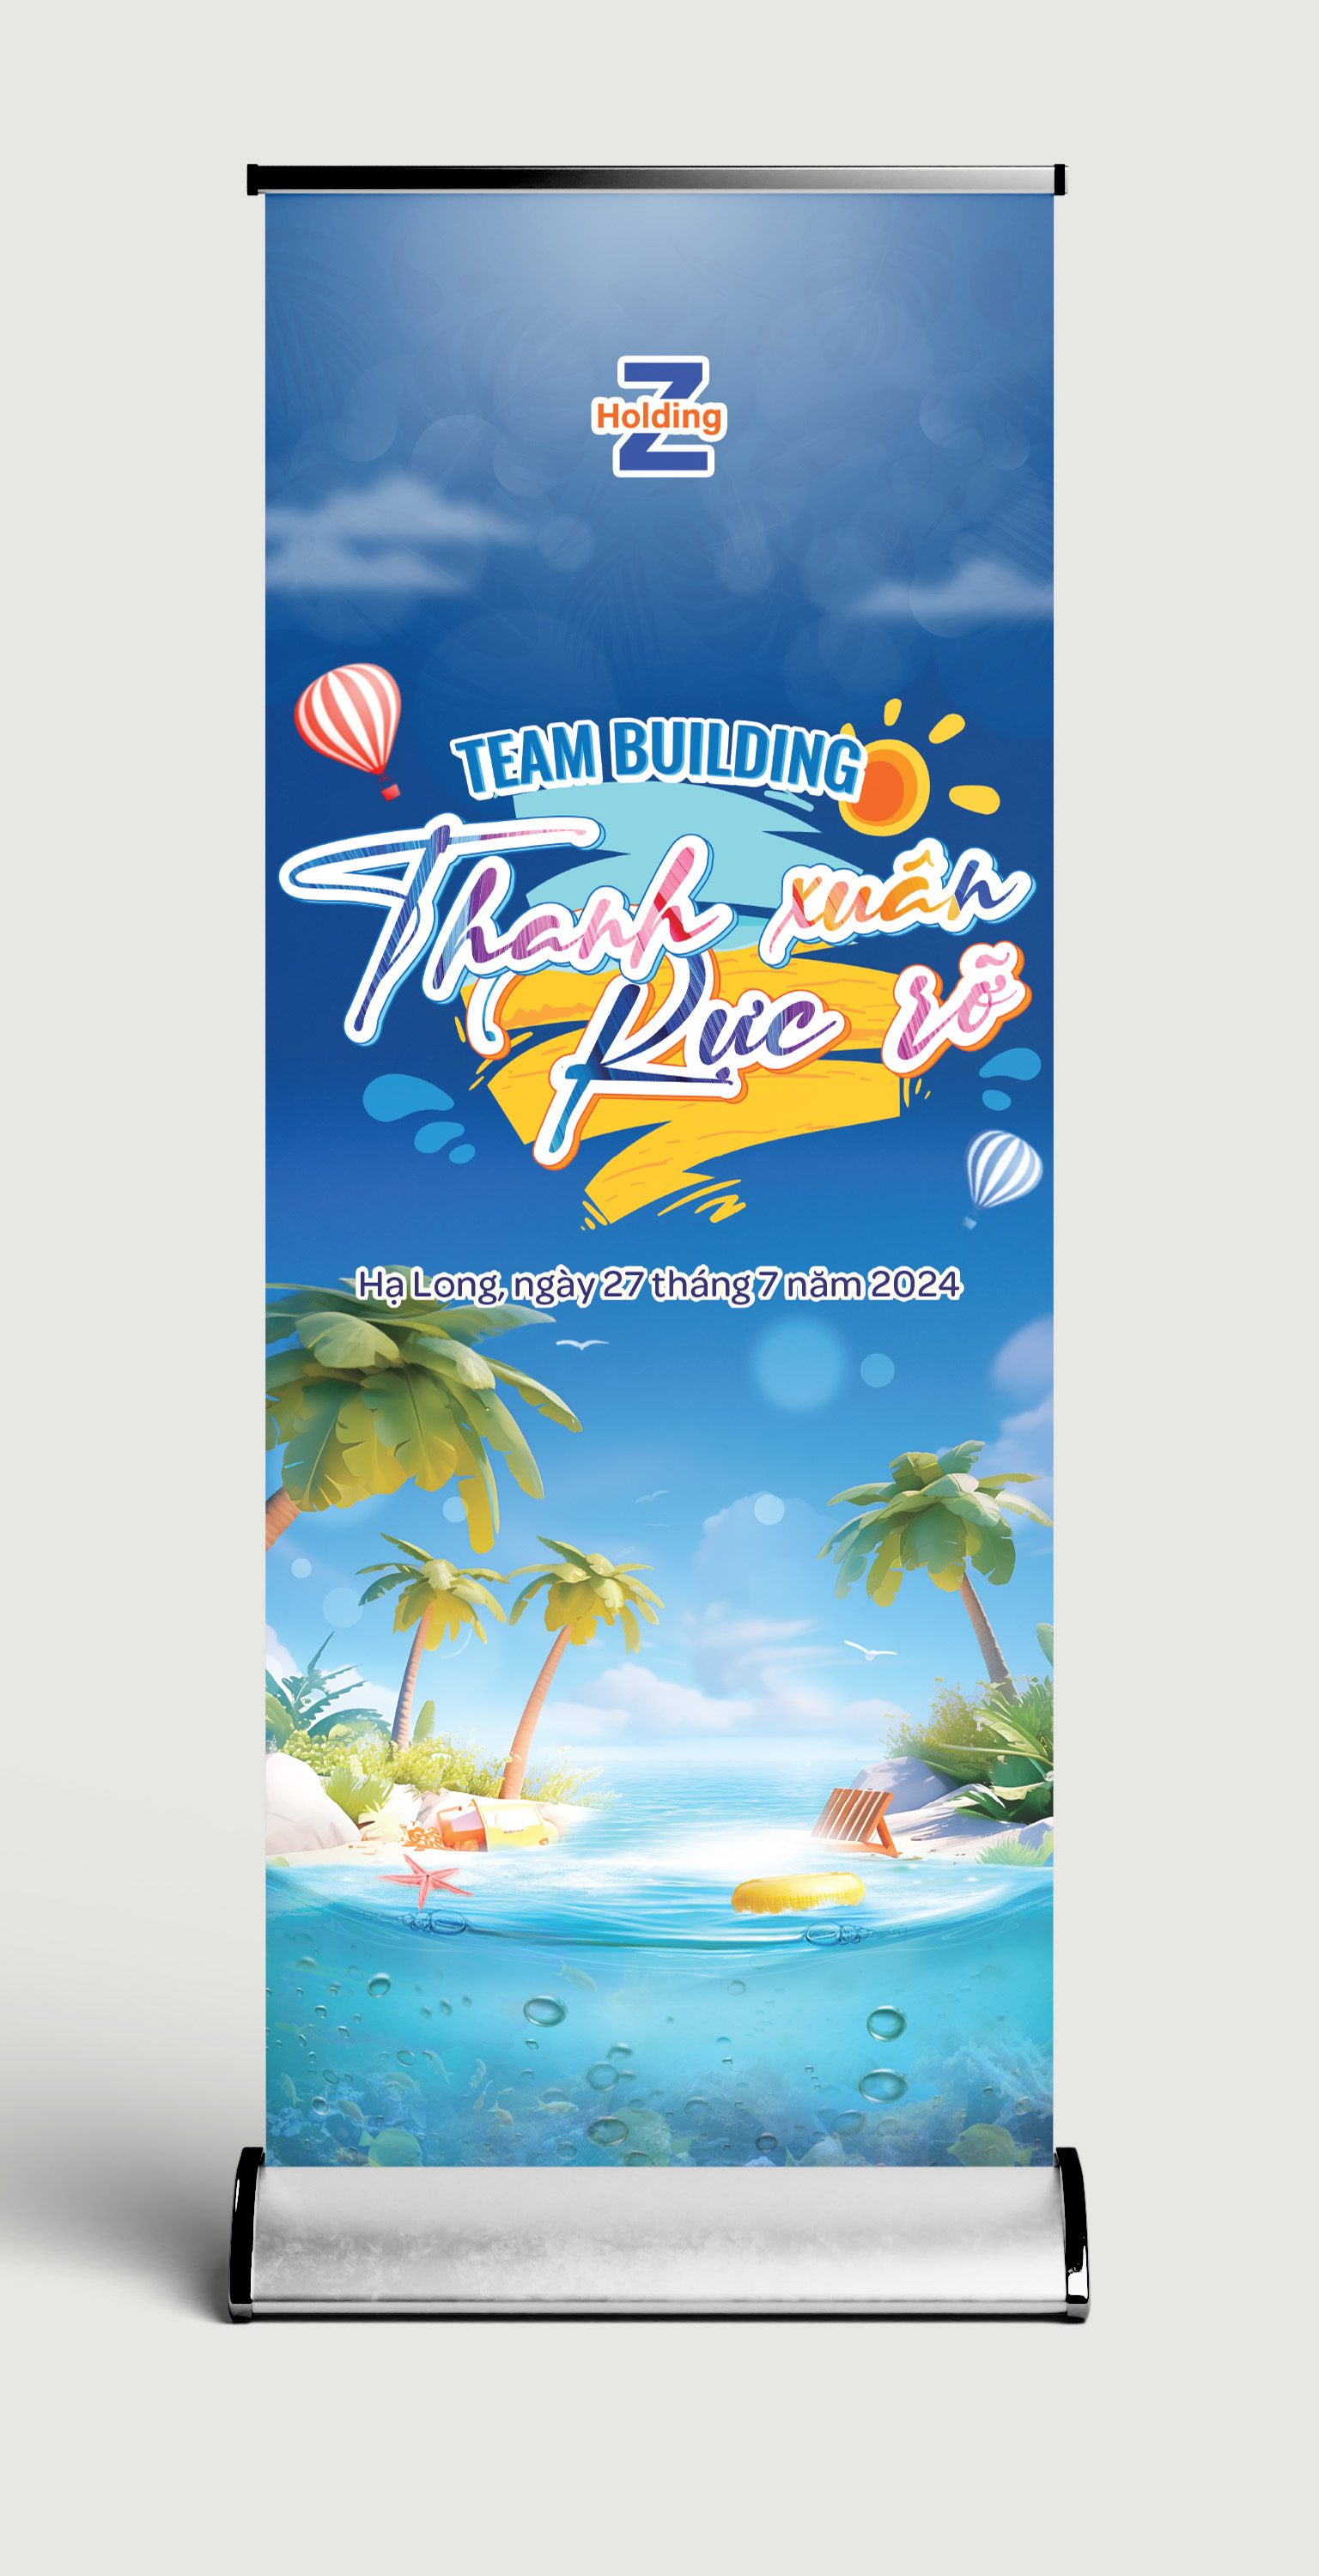 Z
Holding
TEAM BUILDING
Thanh xuân
Rực rỡ
Hạ Long, ngày 27 tháng 7 năm 2024